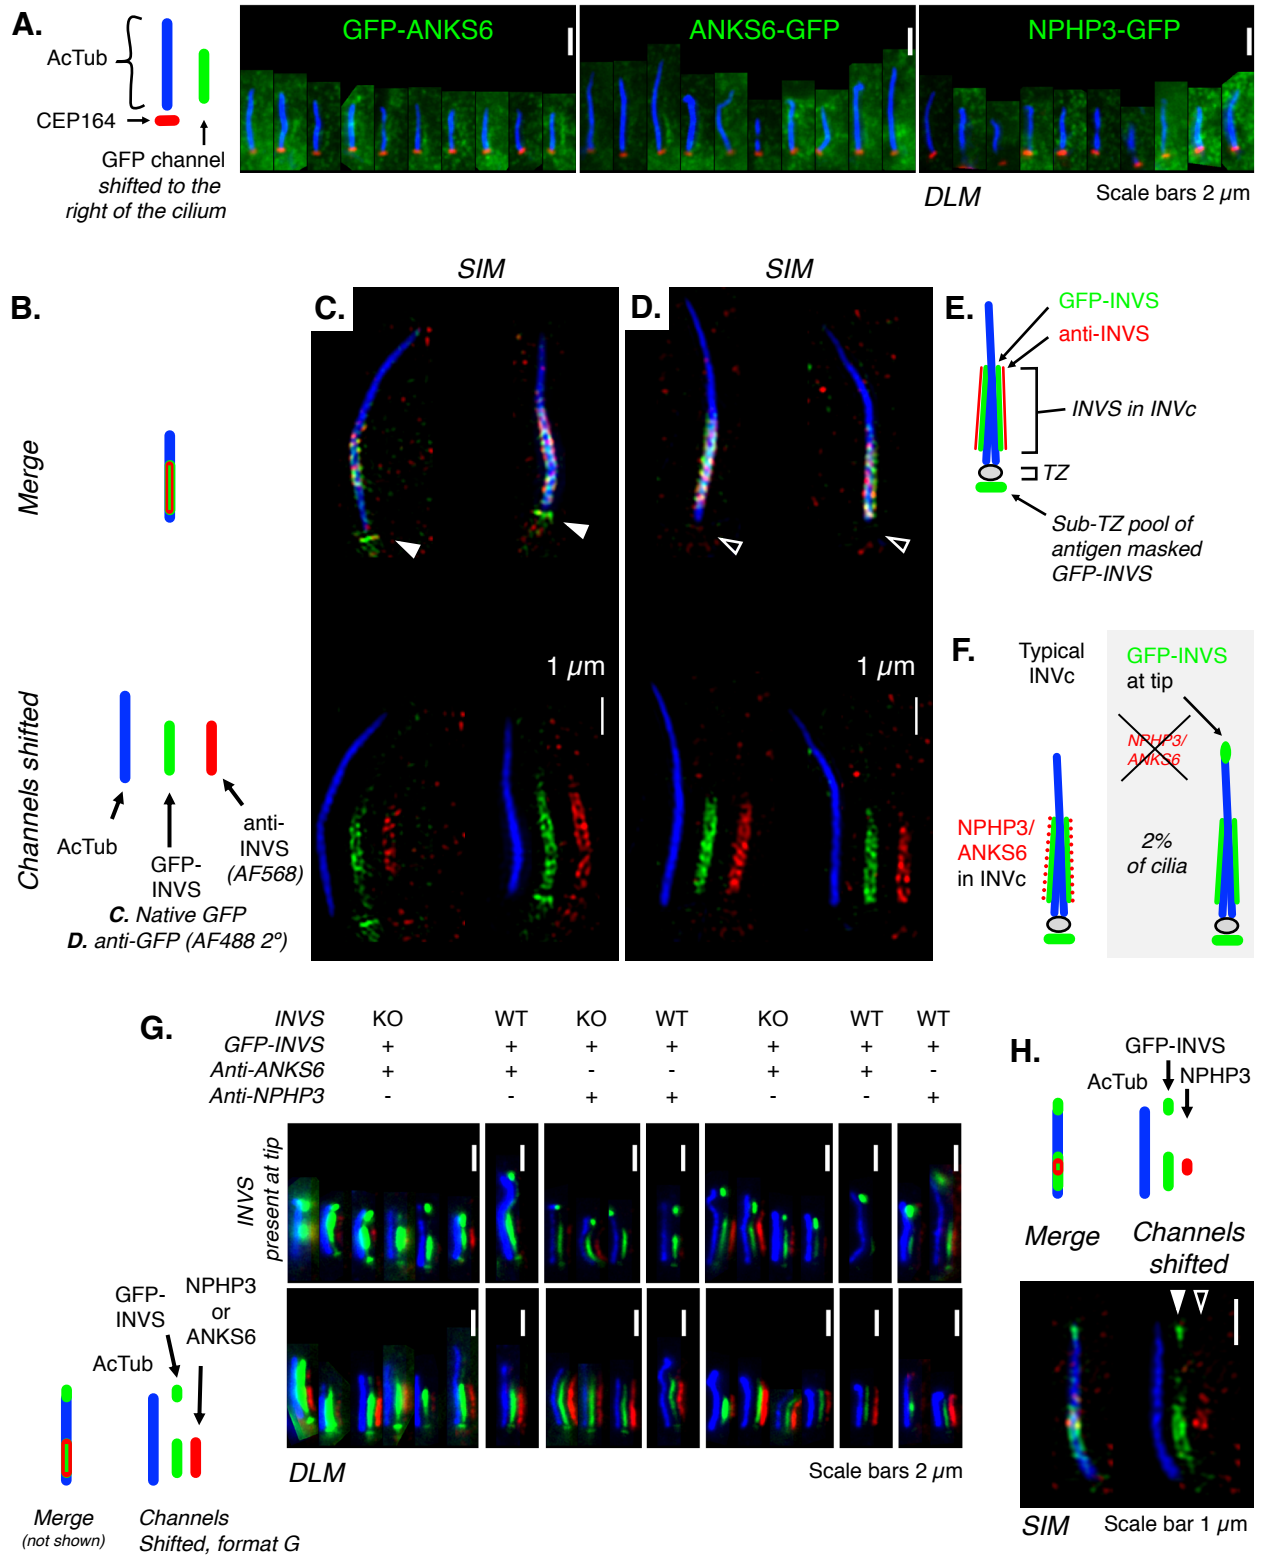 A.
AcTub
CEP164
GFP channel
shifted to the
right of the cilium
GFP-ANKS6
ANKS6-GFP
NPHP3-GFP
DLM
Scale bars 2 µm
SIM
SIM
B.
C.
D.
E.
Merge
GFP-INVS
anti-INVS
INVS in INVc
TZ
Sub-TZ pool of
antigen masked
GFP-INVS
Channels shifted
1 µm
1 µm
AcTub
GFP-
INVS
anti-
INVS
(AF568)
C. Native GFP
D. anti-GFP (AF488 2º)
F.
Typical
INVc
GFP-INVS
at tip
NPHP3/
ANKS6
NPHP3/
ANKS6
in INVc
2%
of cilia
G.
INVS KO WT KO WT KO WT WT
GFP-INVS + + + + + + +
Anti-ANKS6 + + - - + + -
Anti-NPHP3 - - + + - - +
INVS
present at tip
GFP-
INVS
NPHP3
or
ANKS6
AcTub
Merge
(not shown)
Channels
Shifted, format G
DLM
Scale bars 2 µm
H.
GFP-INVS
AcTub
NPHP3
Merge
Channels
shifted
SIM
Scale bar 1 µm